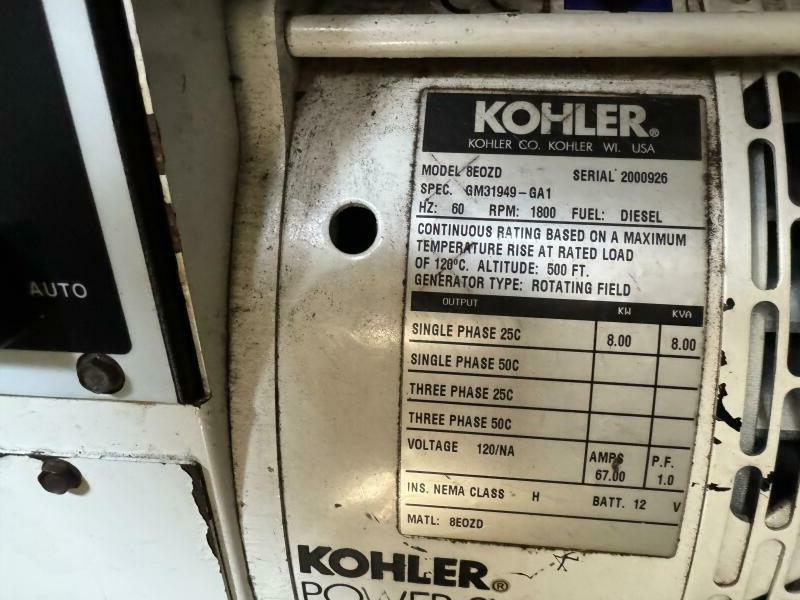 AUTO
KOHLER®
KOHLER CO. KOHLER WI. USA
MODEL 8EOZD SERIAL 2000926
SPEC. GM31949-GA1
HZ: 60 RPM: 1800 FUEL: DIESEL
CONTINUOUS RATING BASED ON A MAXIMUM
TEMPERATURE RISE AT RATED LOAD
OF 120ºC. ALTITUDE: 500 FT.
GENERATOR TYPE: ROTATING FIELD
OUTPUT KW KVA
SINGLE PHASE 25C 8.00 8.00
SINGLE PHASE 50C
THREE PHASE 25C
THREE PHASE 50C
VOLTAGE 120/NA AMPS 67.00 P.F. 1.0
INS. NEMA CLASS H BATT. 12 V
MATL: 8EOZD
KOHLER®
POWER